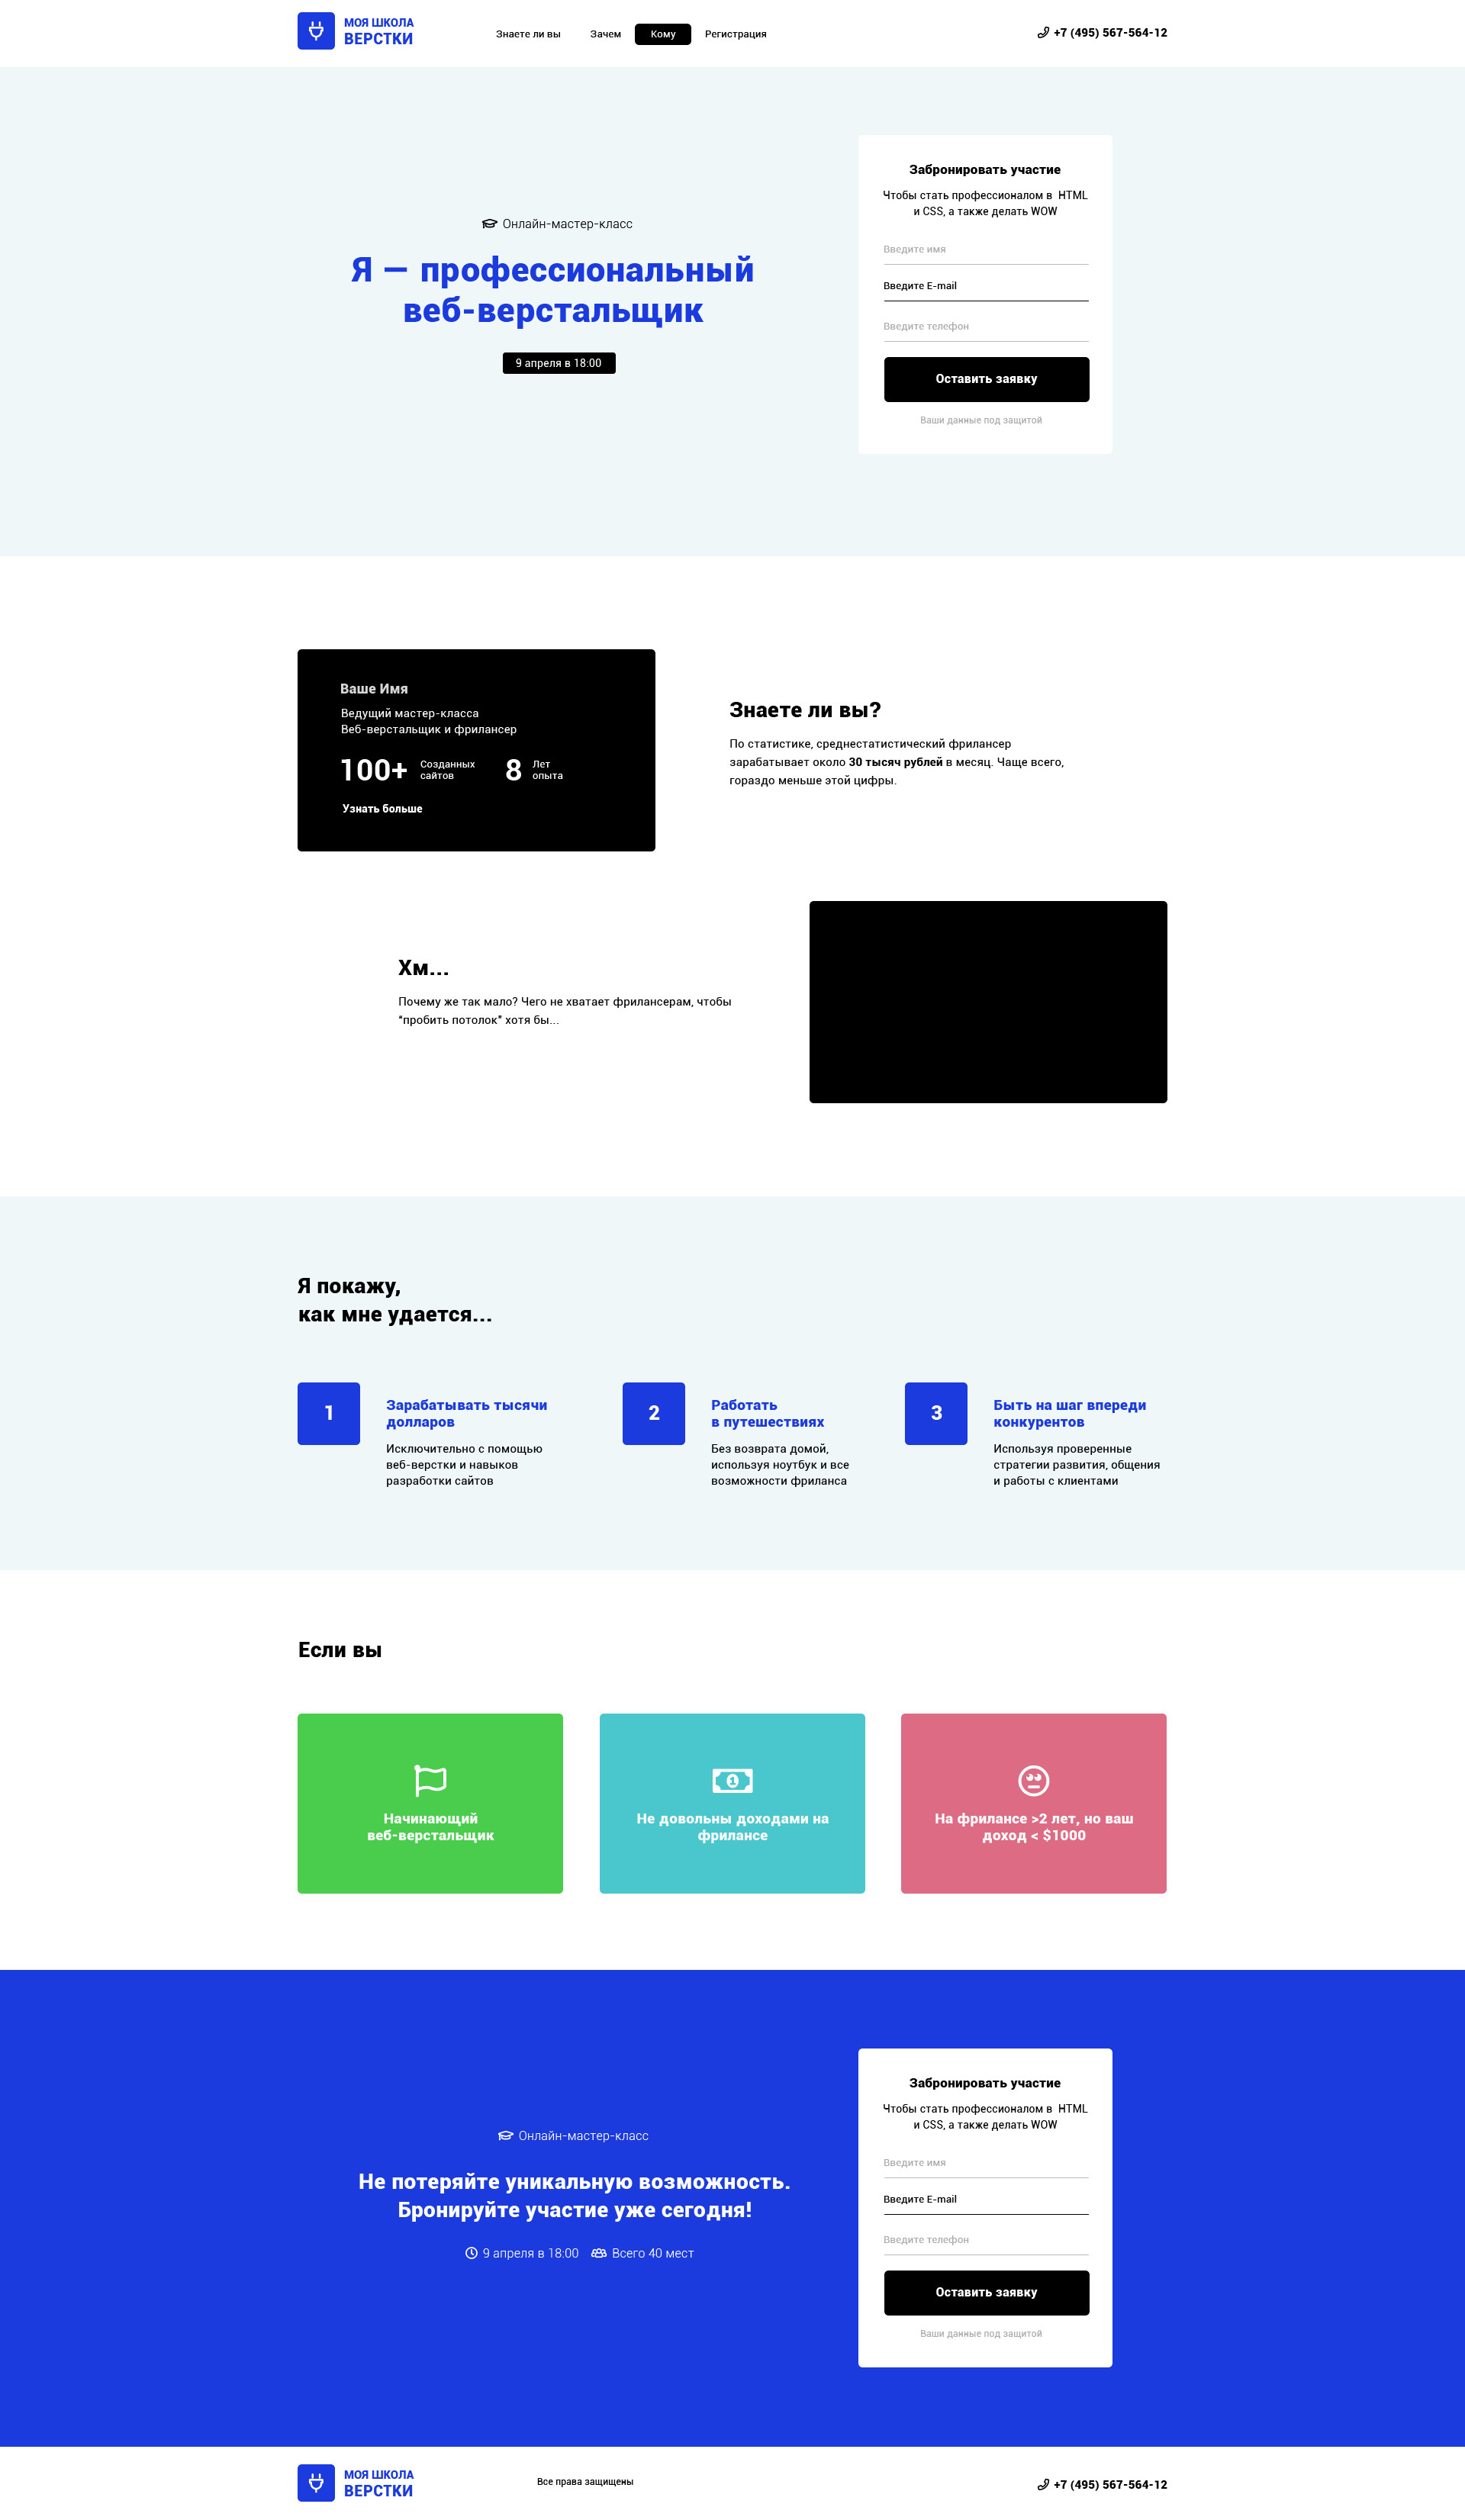 МОЯ ШКОЛА
ВЕРСТКИ
Знаете ли вы Зачем Кому Регистрация
+7 (495) 567-564-12
Онлайн-мастер-класс
Я — профессиональный
веб-верстальщик
9 апреля в 18:00
Забронировать участие
Чтобы стать профессионалом в HTML
и CSS, а также делать WOW
Введите имя
Введите E-mail
Введите телефон
Оставить заявку
Ваши данные под защитой
Ваше Имя
Ведущий мастер-класса
Веб-верстальщик и фрилансер
100+ Созданных
сайтов
8 Лет
опыта
Узнать больше
Знаете ли вы?
По статистике, среднестатистический фрилансер
зарабатывает около 30 тысяч рублей в месяц. Чаще всего,
гораздо меньше этой цифры.
Хм...
Почему же так мало? Чего не хватает фрилансерам, чтобы
“пробить потолок” хотя бы...
Я покажу,
как мне удается...
1
Зарабатывать тысячи
долларов
Исключительно с помощью
веб-верстки и навыков
разработки сайтов
2
Работать
в путешествиях
Без возврата домой,
используя ноутбук и все
возможности фриланса
3
Быть на шаг впереди
конкурентов
Используя проверенные
стратегии развития, общения
и работы с клиентами
Если вы
Начинающий
веб-верстальщик
1
Не довольны доходами на
фрилансе
На фрилансе >2 лет, но ваш
доход < $1000
Онлайн-мастер-класс
Не потеряйте уникальную возможность.
Бронируйте участие уже сегодня!
9 апреля в 18:00 Всего 40 мест
Забронировать участие
Чтобы стать профессионалом в HTML
и CSS, а также делать WOW
Введите имя
Введите E-mail
Введите телефон
Оставить заявку
Ваши данные под защитой
МОЯ ШКОЛА
ВЕРСТКИ
Все права защищены
+7 (495) 567-564-12